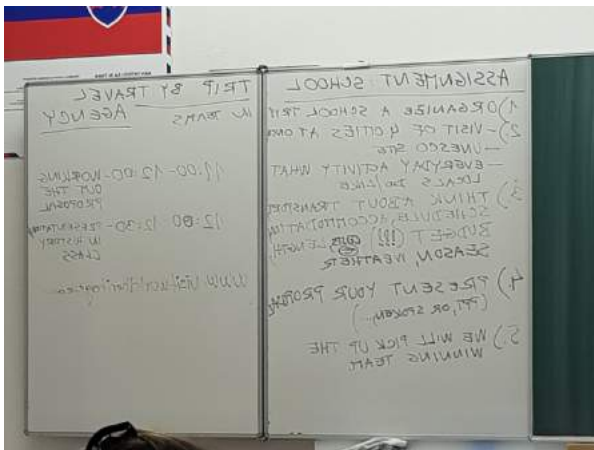 ASSIGNMENT: SCHOOL
1) ORGANIZE A SCHOOL TRIP
2) – VISIT OF 4 CITIES AT
– UNESCO SITE
– EVERYDAY ACTIVITY WHAT
LOCALS DO/LIKE
3) THINK ABOUT TRANSPORT
SCHEDULE, ACCOMMODATION,
BUDGET (!!!) LENGTH,
SEASON, WEATHER
4) PRESENT YOUR PROPOSAL
(PPT, OR SPOKEN, ...)
5.) WE WILL PICK UP THE
WINNING TEAM
TRIP BY TRAVEL
IN TEAMS AGENCY
11.00 - 12:00 - WORKING
OUT THE
PROPOSAL
12:00 - 12:30 - PRESENTATION
IN HISTORY
CLASS